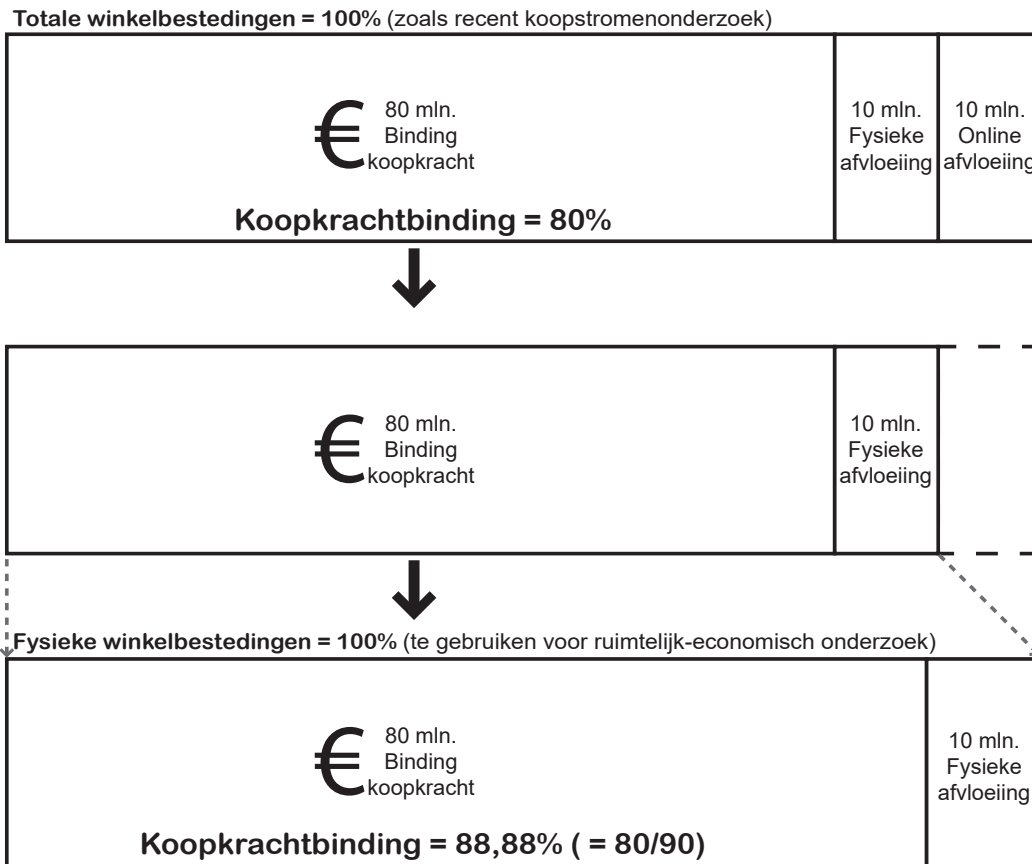 Totale winkelbestedingen = 100% (zoals recent koopstromenonderzoek)
€
80 mln.
Binding
koopkracht
10 mln.
Fysieke
afvloeiing
10 mln.
Online
afvloeiing
Koopkrachtbinding = 80%
€
80 mln.
Binding
koopkracht
10 mln.
Fysieke
afvloeiing
Fysieke winkelbestedingen = 100% (te gebruiken voor ruimtelijk-economisch onderzoek)
€
80 mln.
Binding
koopkracht
10 mln.
Fysieke
afvloeiing
Koopkrachtbinding = 88,88% ( = 80/90)